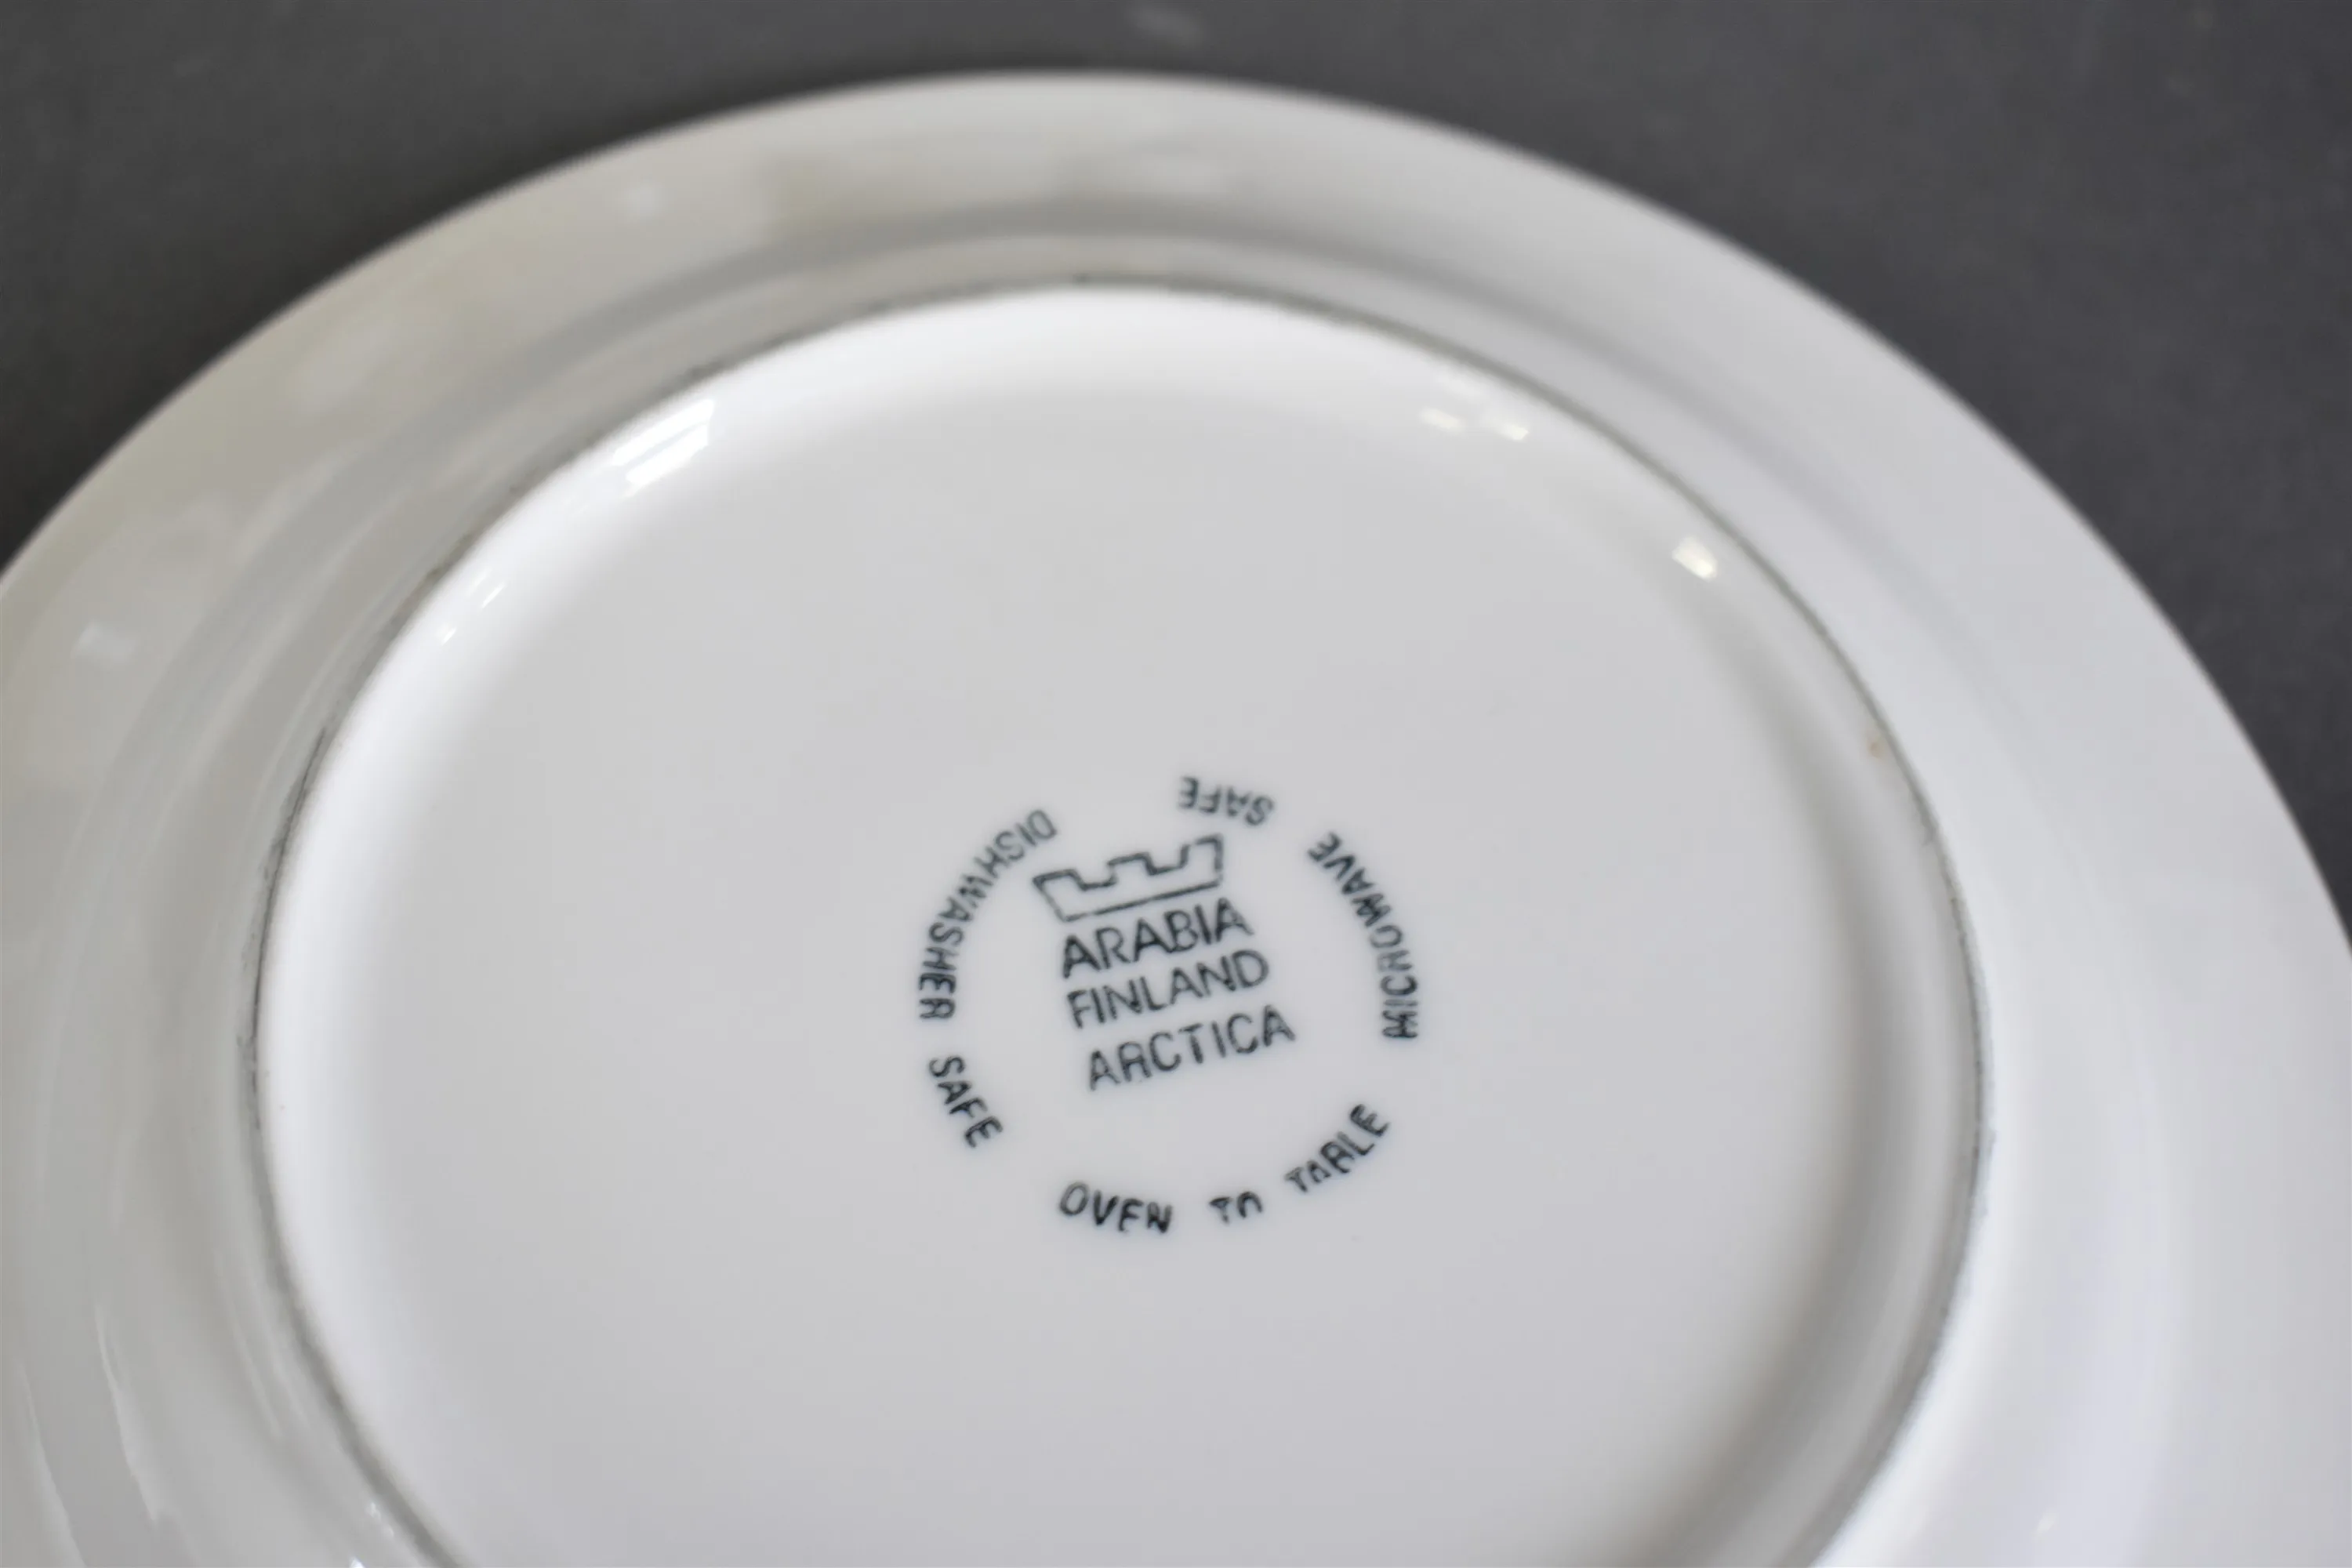 ARABIA
FINLAND
ARCTICA
DISHWASHER SAFE
OVEN TO TABLE
MICROWAVE SAFE